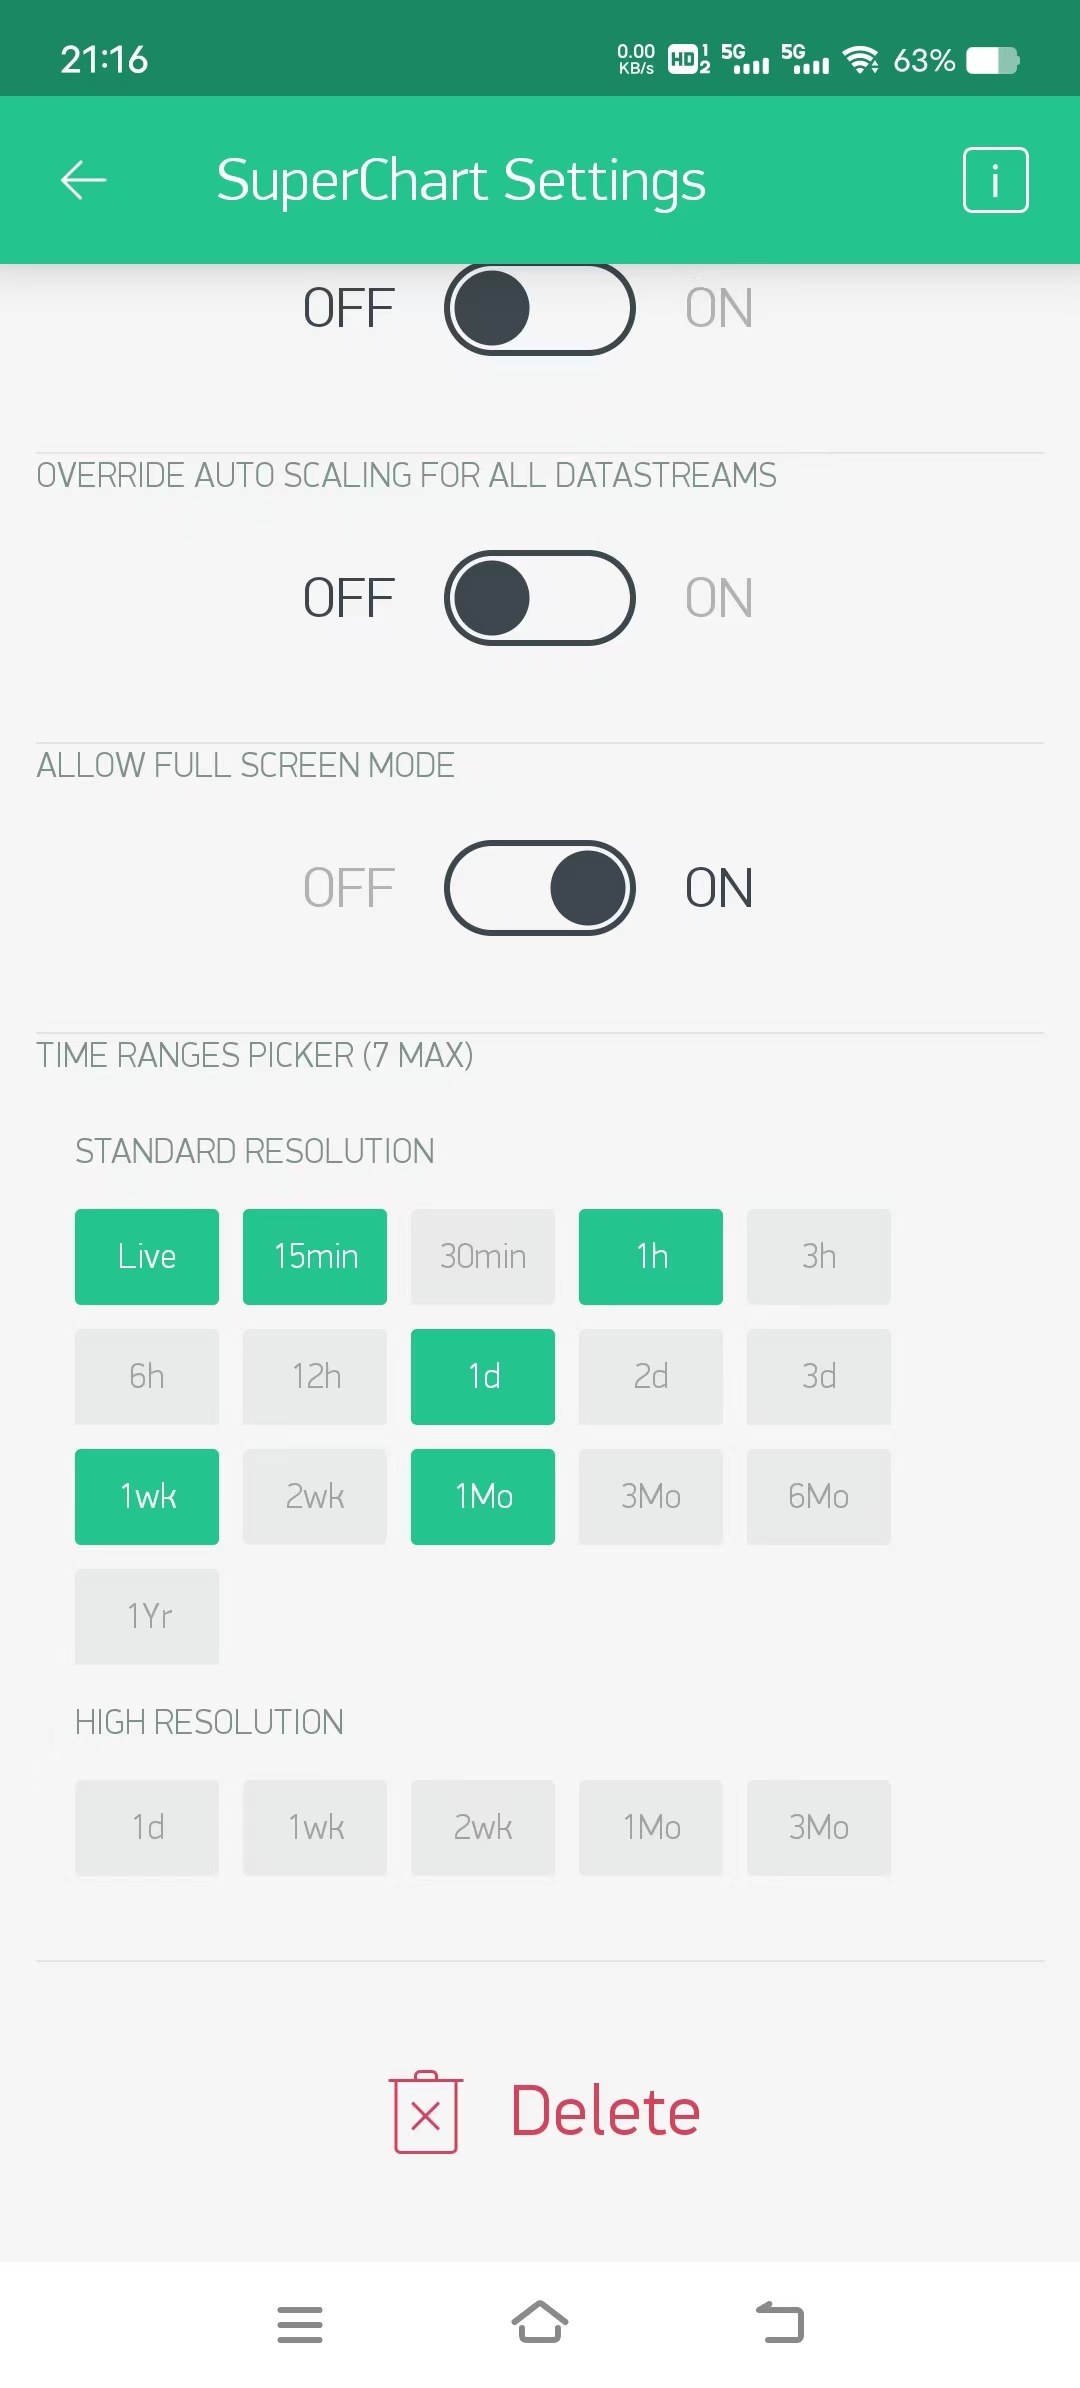 21:16 0.00 KB/s HD 1 2 5G 5G 63%
SuperChart Settings i
OFF ON
OVERRIDE AUTO SCALING FOR ALL DATASTREAMS
OFF ON
ALLOW FULL SCREEN MODE
OFF ON
TIME RANGES PICKER (7 MAX)
STANDARD RESOLUTION
Live 15min 30min 1h 3h
6h 12h 1d 2d 3d
1wk 2wk 1Mo 3Mo 6Mo
1Yr
HIGH RESOLUTION
1d 1wk 2wk 1Mo 3Mo
Delete